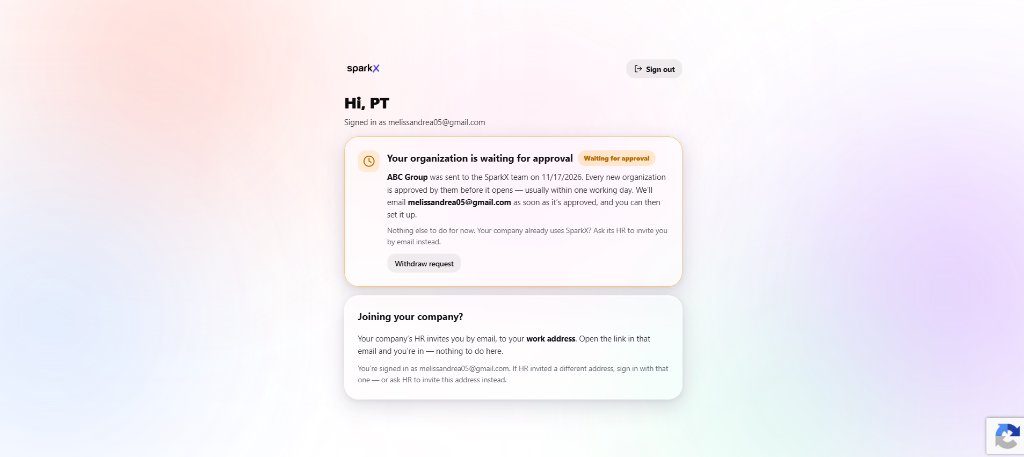 sparkX
Sign out
Hi, PT
Signed in as melissandrea05@gmail.com
Your organization is waiting for approval
Waiting for approval
ABC Group was sent to the SparkX team on 11/17/2026. Every new organization
is approved by them before it opens — usually within one working day. We'll
email melissandrea05@gmail.com as soon as it's approved, and you can then
set it up.
Nothing else to do for now. Your company already uses SparkX? Ask its HR to invite you
by email instead.
Withdraw request
Joining your company?
Your company's HR invites you by email, to your work address. Open the link in that
email and you're in — nothing to do here.
You're signed in as melissandrea05@gmail.com. If HR invited a different address, sign in with that
one — or ask HR to invite this address instead.